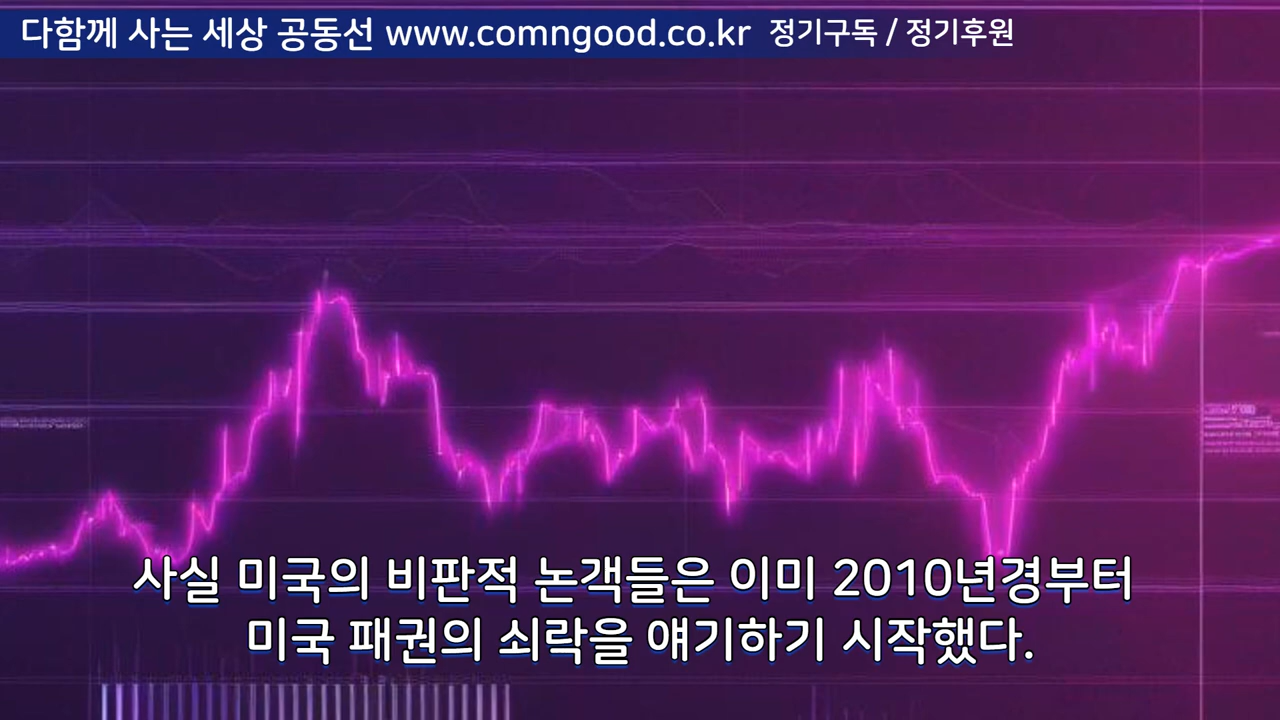 다함께 사는 세상 공동선 www.comngood.co.kr 정기구독 / 정기후원
사실 미국의 비판적 논객들은 이미 2010년경부터
미국 패권의 쇠락을 얘기하기 시작했다.